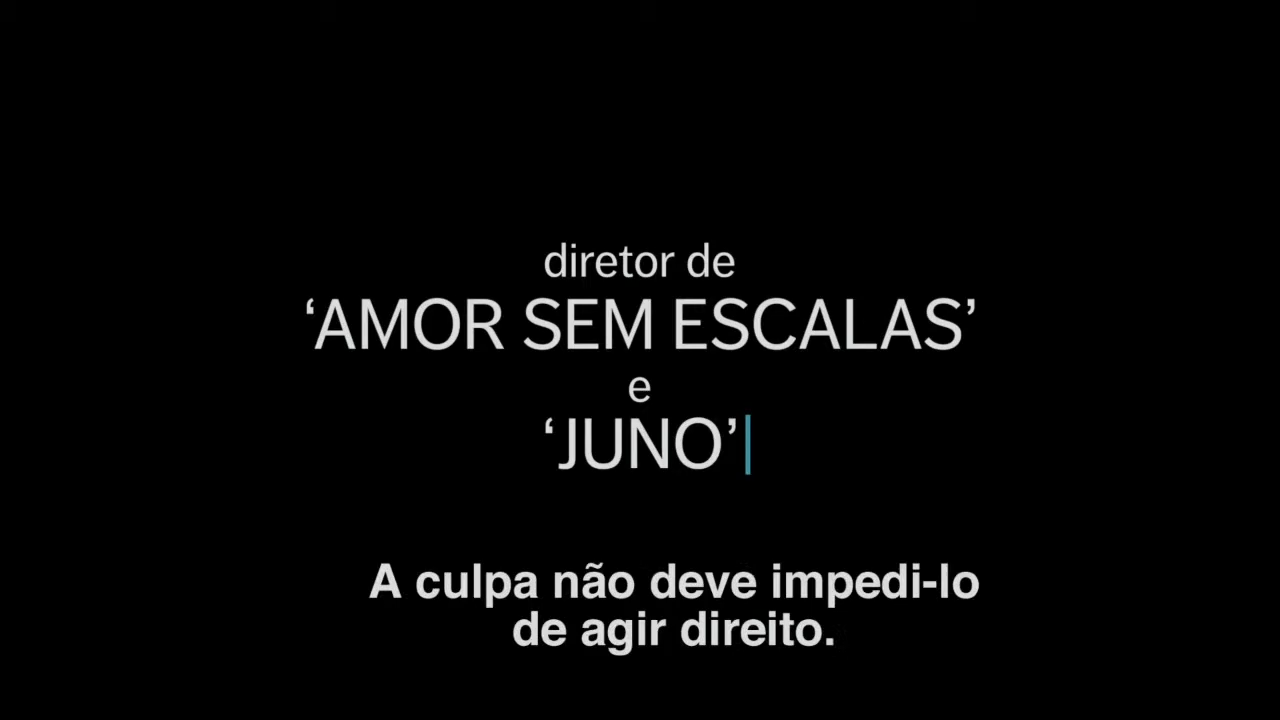 diretor de
‘AMOR SEM ESCALAS’
e
‘JUNO’
A culpa não deve impedi-lo
de agir direito.